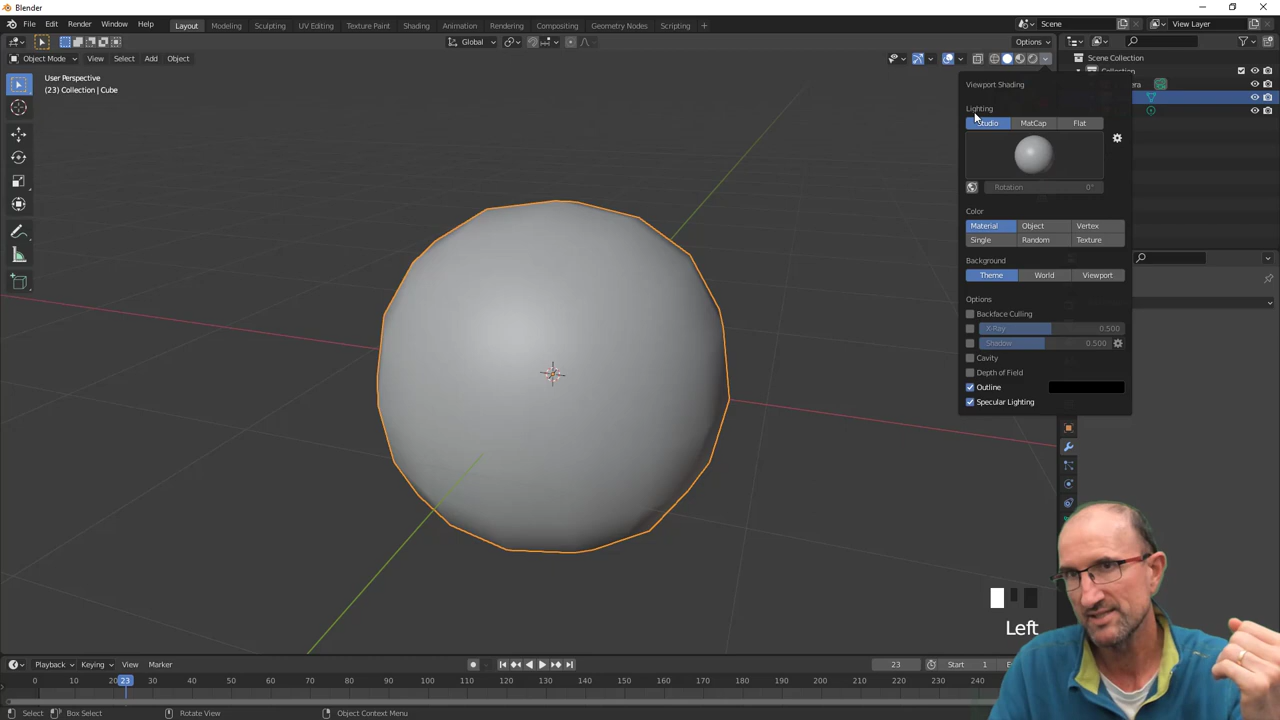 Blender
File Edit Render Window Help Layout Modeling Sculpting UV Editing Texture Paint Shading Animation Rendering Compositing Geometry Nodes Scripting + Scene View Layer
Global Options
Object Mode View Select Add Object Scene Collection
User Perspective
(23) Collection | Cube
Viewport Shading
Lighting
Studio MatCap Flat
Rotation 0°
Color
Material Object Vertex
Single Random Texture
Background
Theme World Viewport
Options
Backface Culling
X-Ray 0.500
Shadow 0.500
Cavity
Depth of Field
Outline
Specular Lighting
Left
Playback Keying View Marker 23 Start 1
0 10 20 23 30 40 50 60 70 80 90 100 110 120 130 140 150 160 170 180 190 200 210 220 230 240
Select Box Select Rotate View Object Context Menu